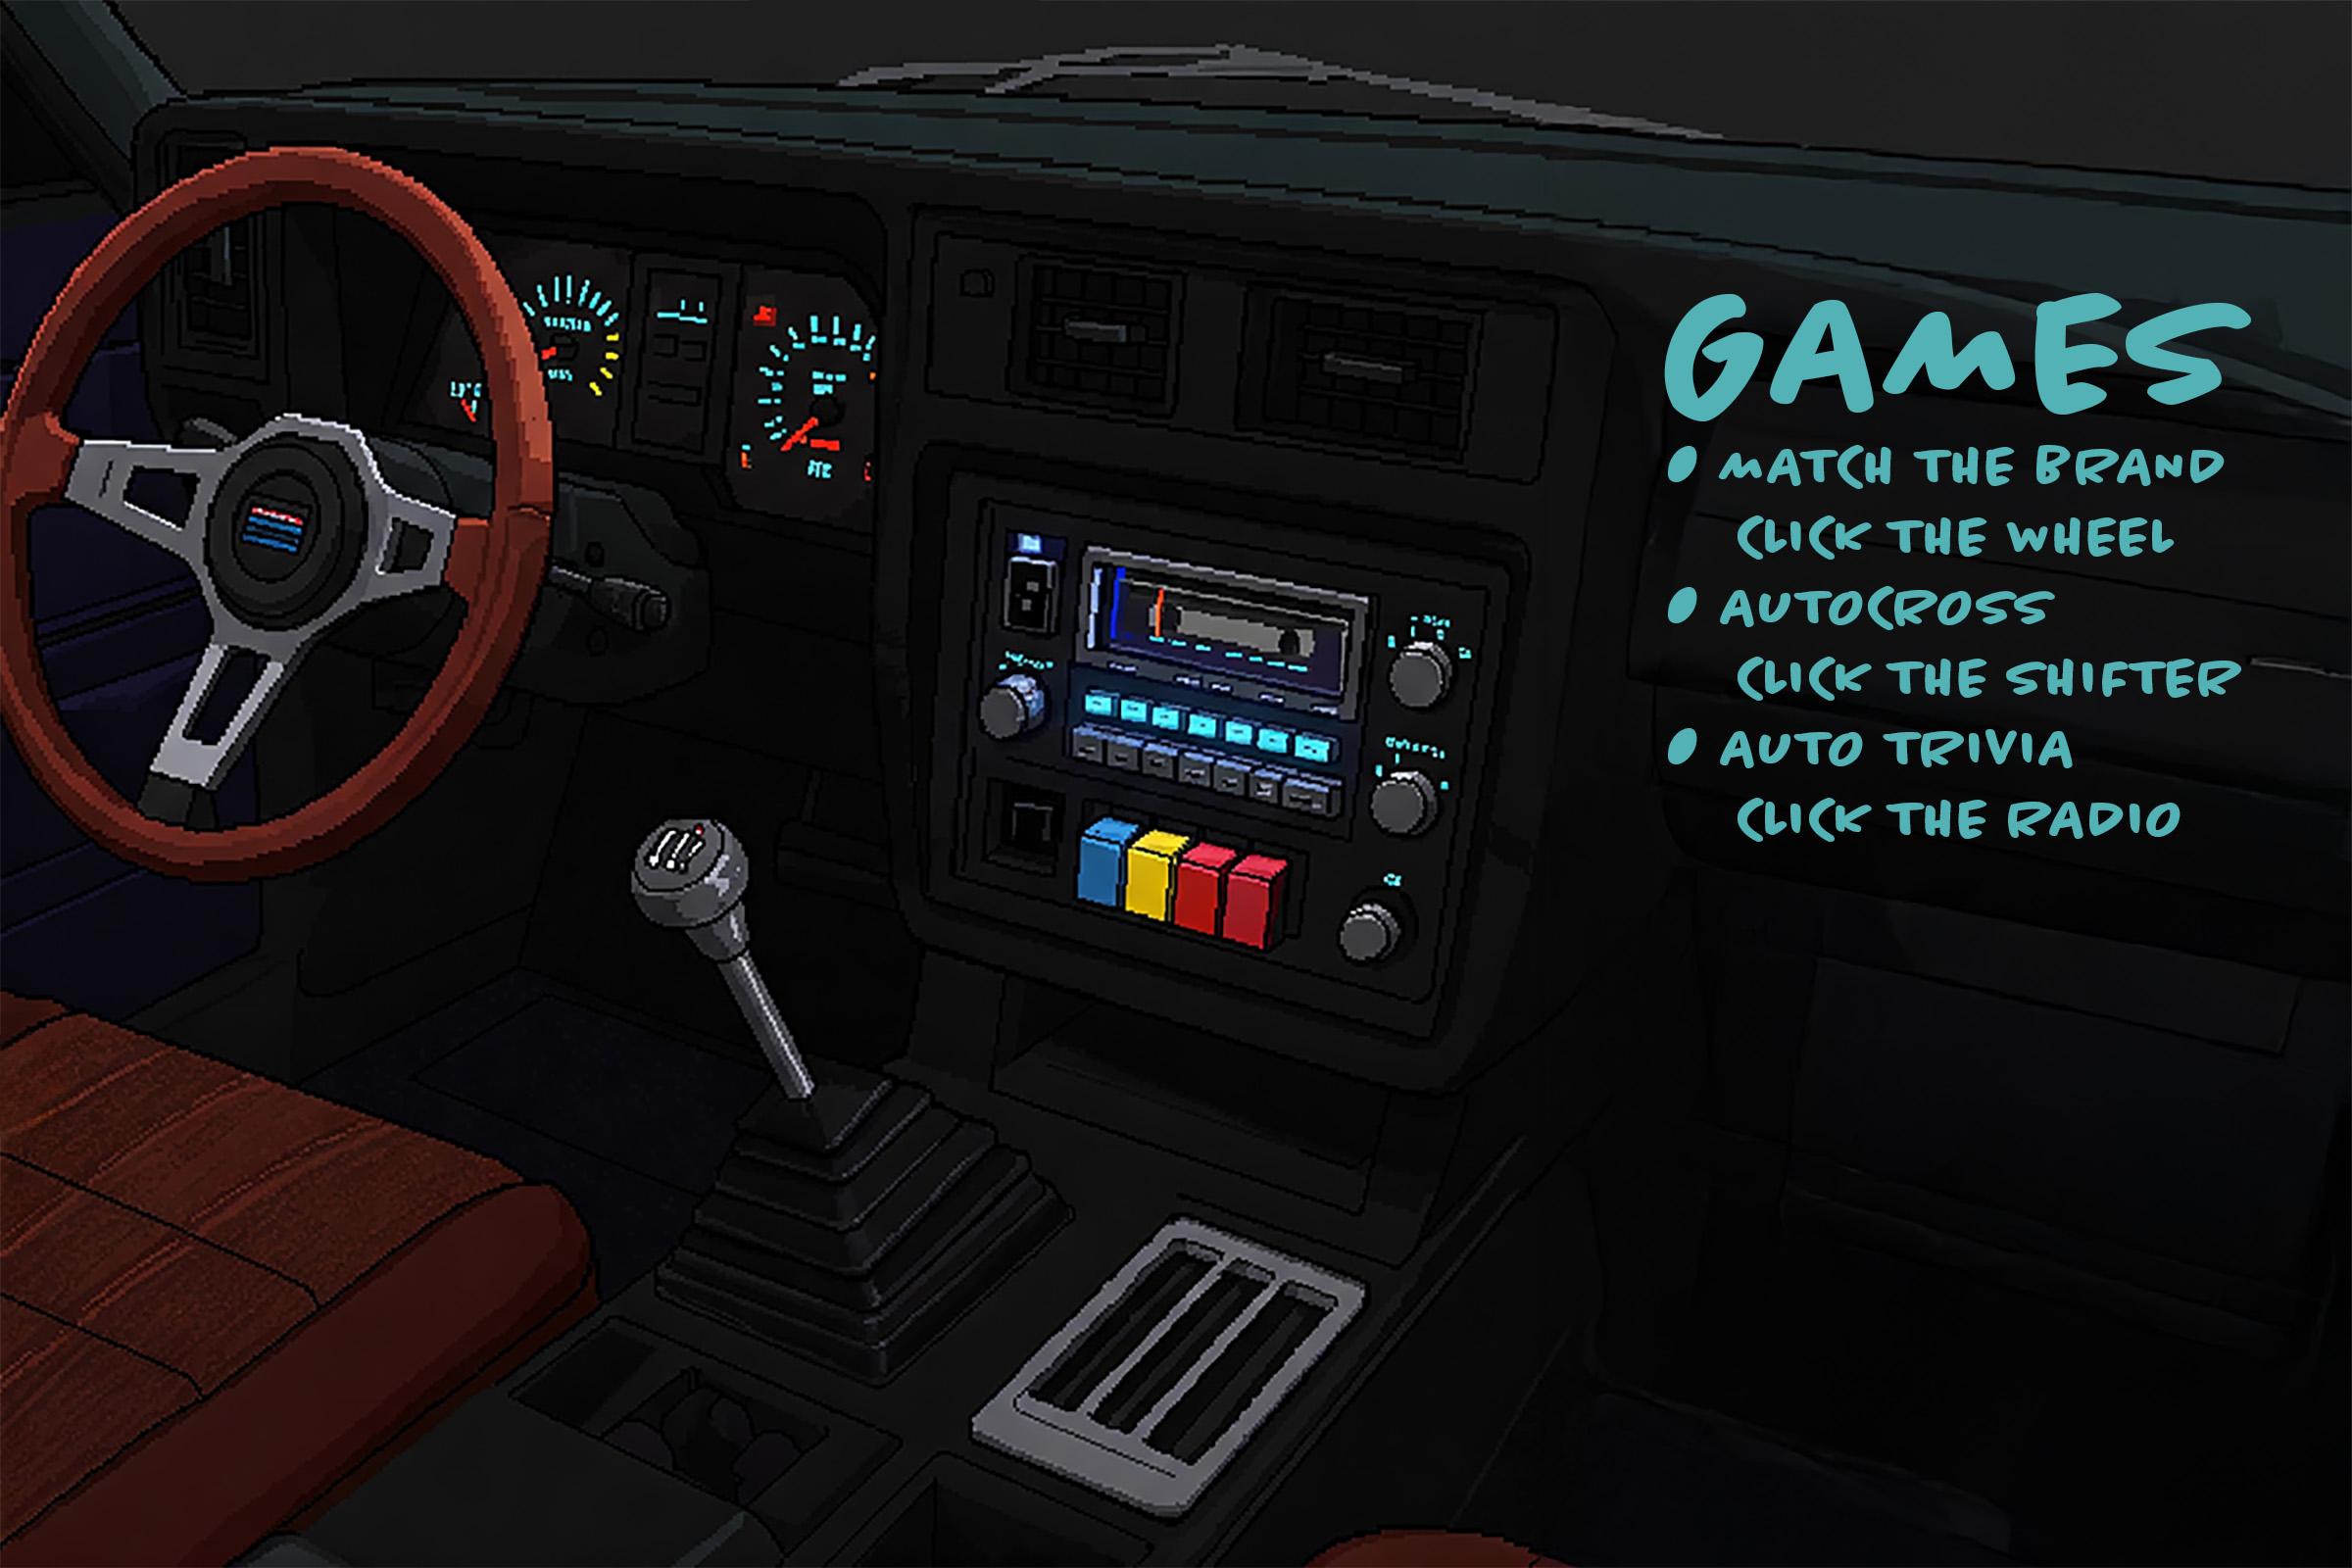 GAMES
• MATCH THE BRAND
CLICK THE WHEEL
• AUTOCROSS
CLICK THE SHIFTER
• AUTO TRIVIA
CLICK THE RADIO